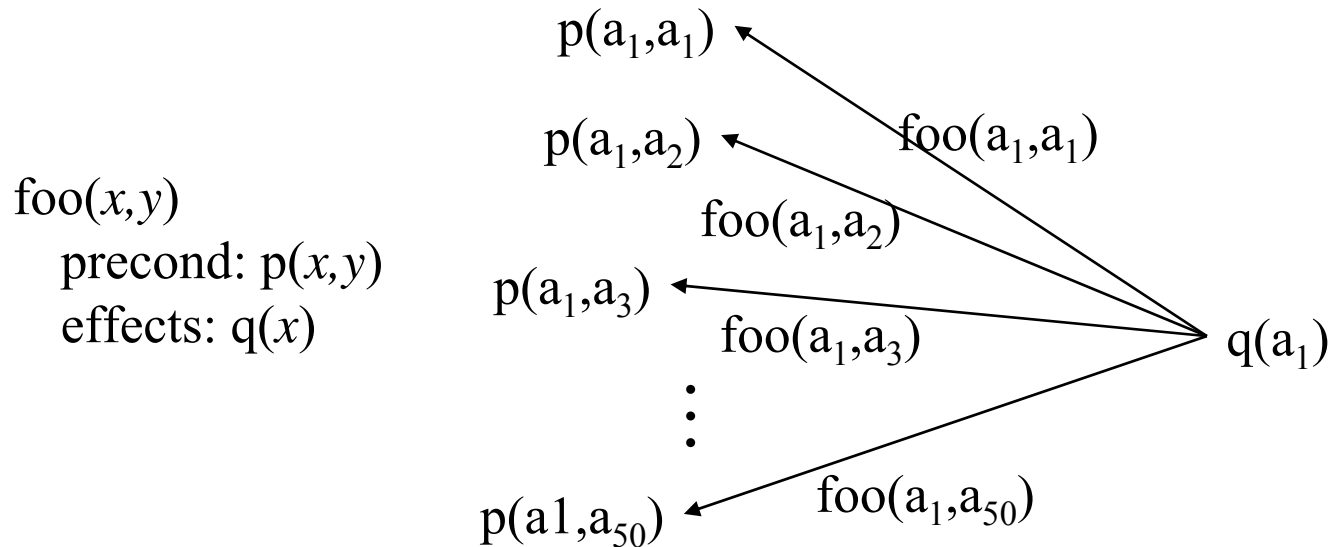 p(a₁,a₁)
foo(a₁,a₁)
p(a₁,a₂)
foo(x,y)
foo(a₁,a₂)
precond: p(x,y)
p(a₁,a₃)
effects: q(x)
foo(a₁,a₃)
q(a₁)
⋮
foo(a₁,a₅₀)
p(a1,a₅₀)